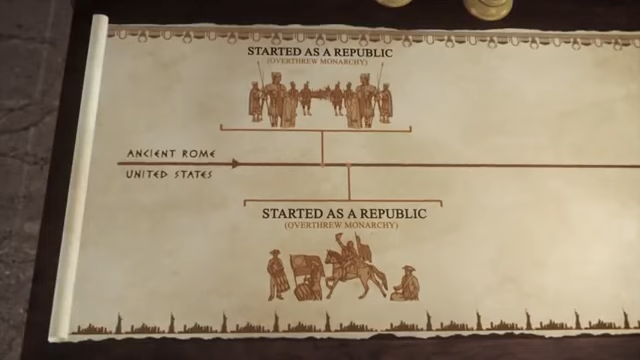 STARTED AS A REPUBLIC
(OVERTHREW MONARCHY)
ANCIENT ROME
UNITED STATES
STARTED AS A REPUBLIC
(OVERTHREW MONARCHY)